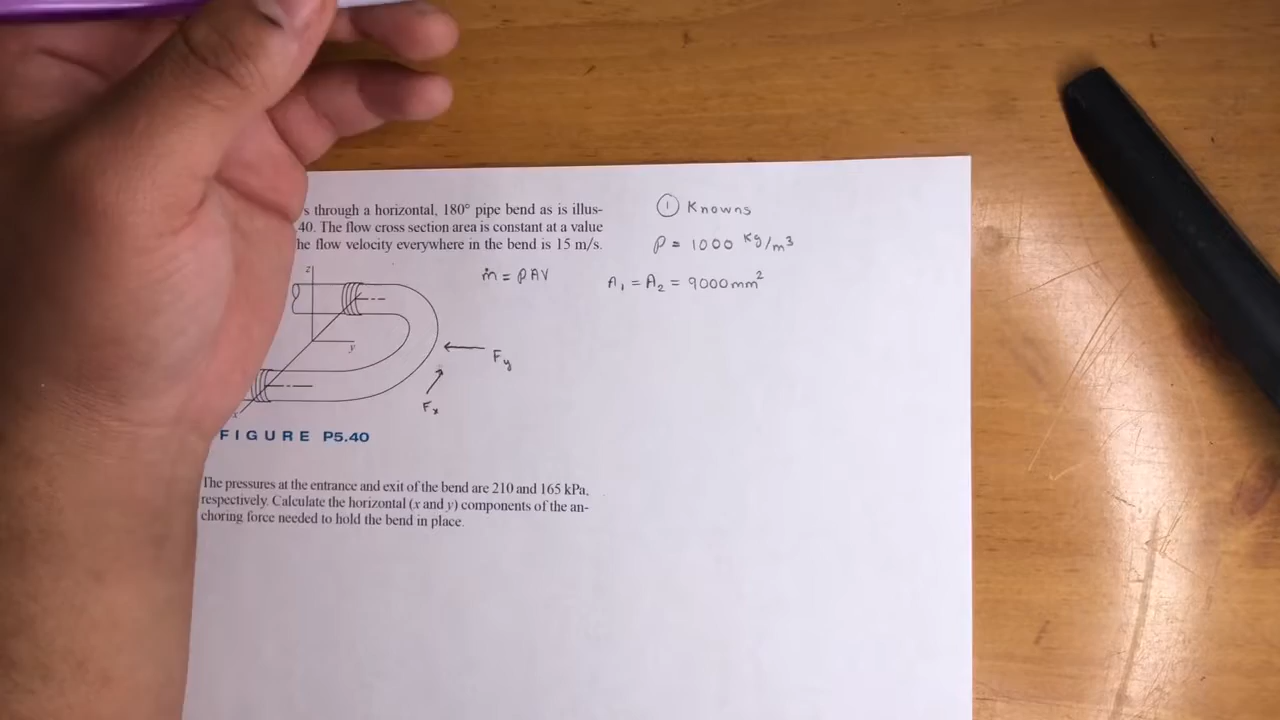 through a horizontal, 180° pipe bend as is illus-
40. The flow cross section area is constant at a value
he flow velocity everywhere in the bend is 15 m/s.
① Knowns
ρ = 1000 kg/m³
ṁ = ρAV
A₁ = A₂ = 9000mm²
z
y
Fy
Fx
FIGURE P5.40
The pressures at the entrance and exit of the bend are 210 and 165 kPa,
respectively. Calculate the horizontal (x and y) components of the an-
choring force needed to hold the bend in place.